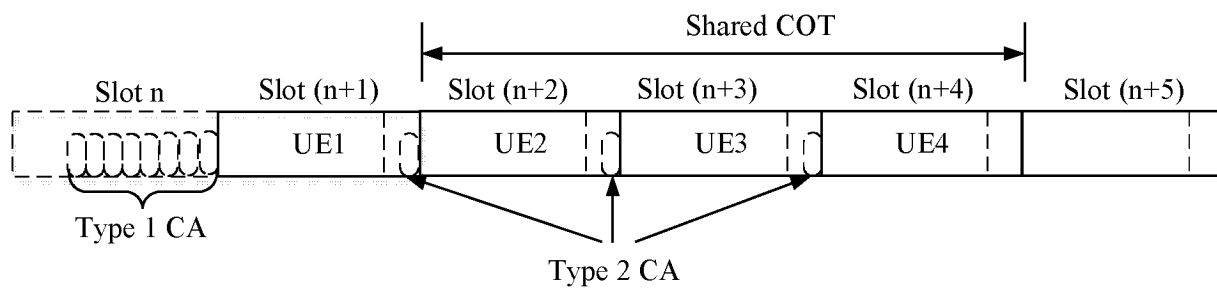 Shared COT
Slot n
Slot (n+1)
Slot (n+2)
Slot (n+3)
Slot (n+4)
Slot (n+5)
UE1
UE2
UE3
UE4
Type 1 CA
Type 2 CA